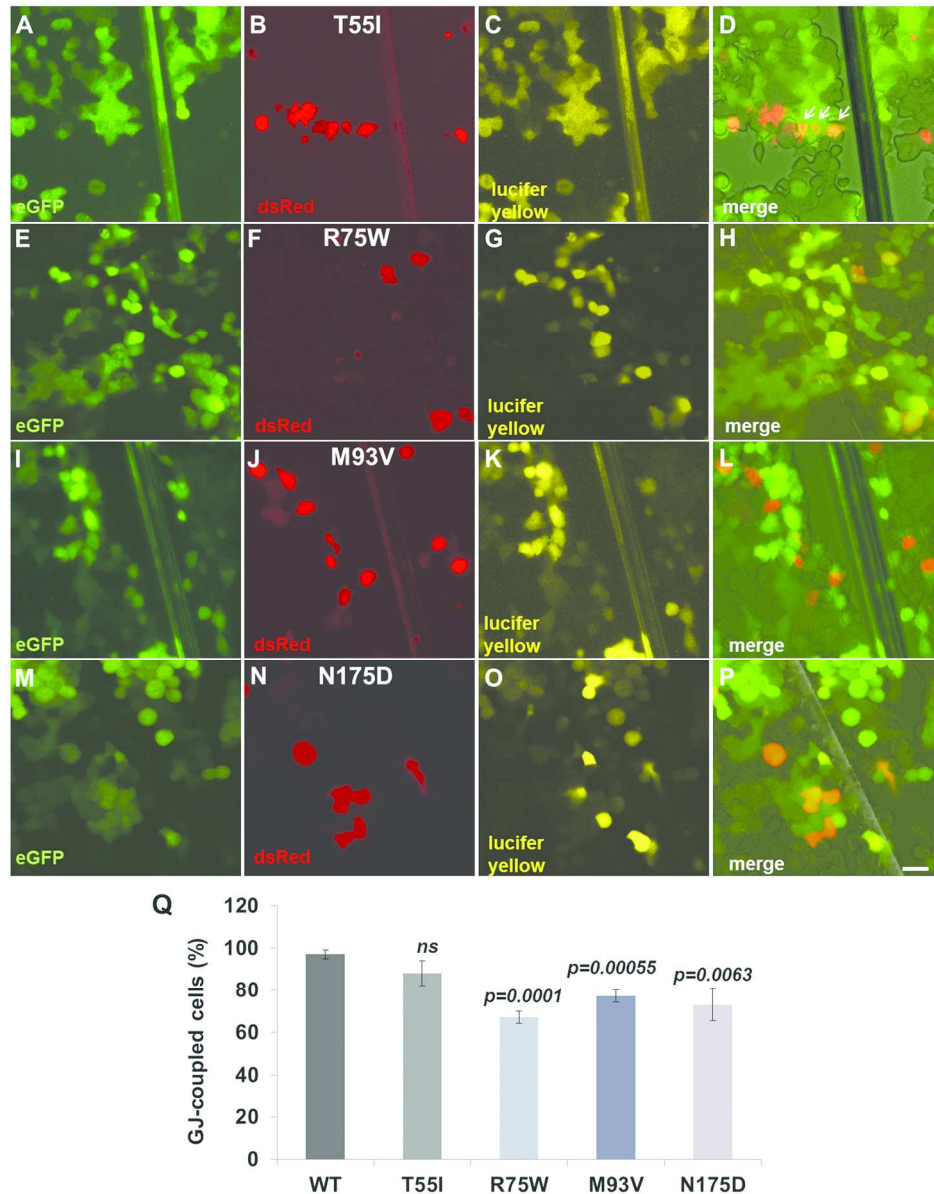 A
B
T55I
C
D
eGFP
dsRed
lucifer
yellow
merge
E
F
R75W
G
H
eGFP
dsRed
lucifer
yellow
merge
I
J
M93V
K
L
eGFP
dsRed
lucifer
yellow
merge
M
N
N175D
O
P
eGFP
dsRed
lucifer
yellow
merge
Q
GJ-coupled cells (%)
120
100
80
60
40
20
0
ns
p=0.0001
p=0.00055
p=0.0063
WT
T55I
R75W
M93V
N175D